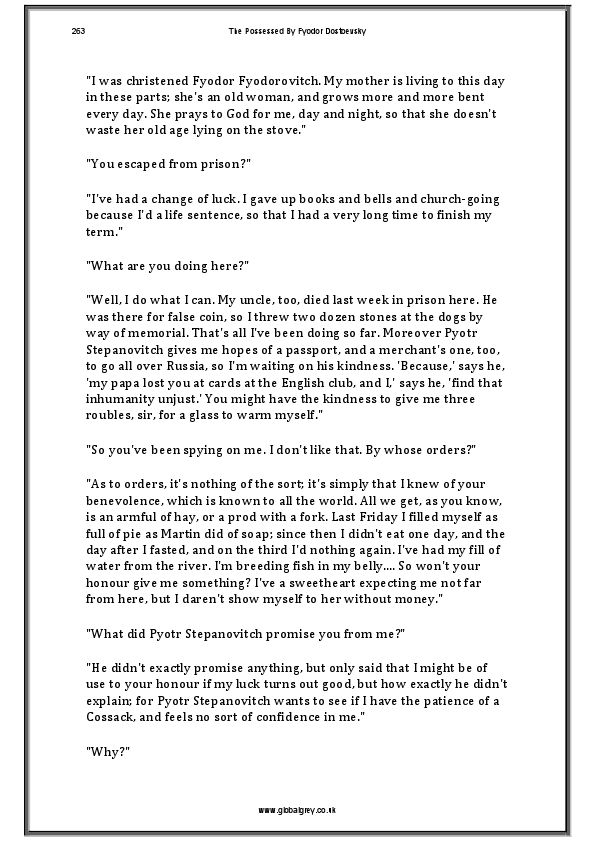 263 The Possessed By Fyodor Dostoevsky
"I was christened Fyodor Fyodorovitch. My mother is living to this day
in these parts; she's an old woman, and grows more and more bent
every day. She prays to God for me, day and night, so that she doesn't
waste her old age lying on the stove."
"You escaped from prison?"
"I've had a change of luck. I gave up books and bells and church-going
because I'd a life sentence, so that I had a very long time to finish my
term."
"What are you doing here?"
"Well, I do what I can. My uncle, too, died last week in prison here. He
was there for false coin, so I threw two dozen stones at the dogs by
way of memorial. That's all I've been doing so far. Moreover Pyotr
Stepanovitch gives me hopes of a passport, and a merchant's one, too,
to go all over Russia, so I'm waiting on his kindness. 'Because,' says he,
'my papa lost you at cards at the English club, and I,' says he, 'find that
inhumanity unjust.' You might have the kindness to give me three
roubles, sir, for a glass to warm myself."
"So you've been spying on me. I don't like that. By whose orders?"
"As to orders, it's nothing of the sort; it's simply that I knew of your
benevolence, which is known to all the world. All we get, as you know,
is an armful of hay, or a prod with a fork. Last Friday I filled myself as
full of pie as Martin did of soap; since then I didn't eat one day, and the
day after I fasted, and on the third I'd nothing again. I've had my fill of
water from the river. I'm breeding fish in my belly.... So won't your
honour give me something? I've a sweetheart expecting me not far
from here, but I daren't show myself to her without money."
"What did Pyotr Stepanovitch promise you from me?"
"He didn't exactly promise anything, but only said that I might be of
use to your honour if my luck turns out good, but how exactly he didn't
explain; for Pyotr Stepanovitch wants to see if I have the patience of a
Cossack, and feels no sort of confidence in me."
"Why?"
www.globalgrey.co.uk